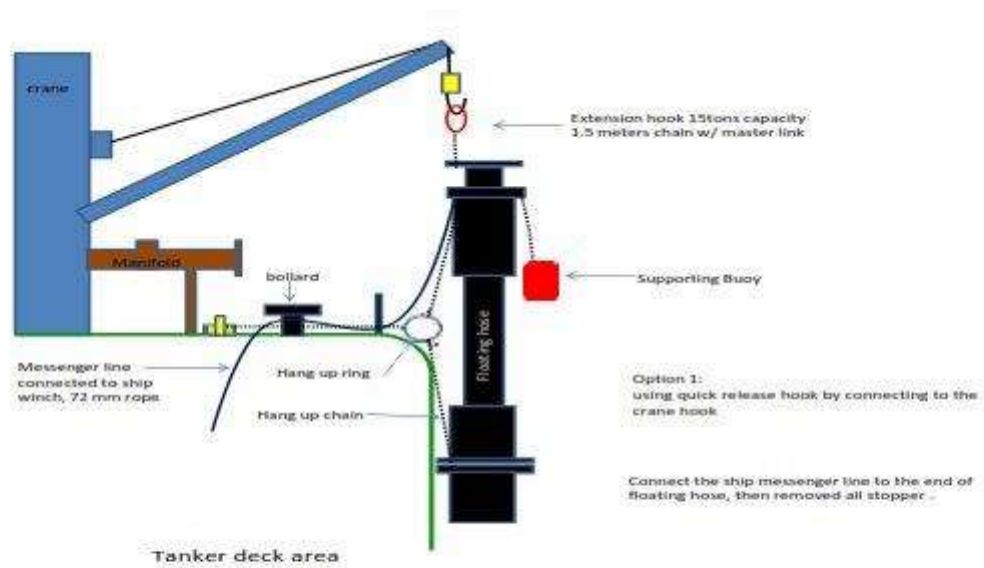 crane
Extension hook 15tons capacity
1.5 meters chain w/ master link
Manifold
bollard
Supporting Buoy
Floating hose
Messenger line
connected to ship
winch, 72 mm rope
Hang up ring
Hang up chain
Option 1:
using quick release hook by connecting to the
crane hook
Connect the ship messenger line to the end of
floating hose, then removed all stopper .
Tanker deck area